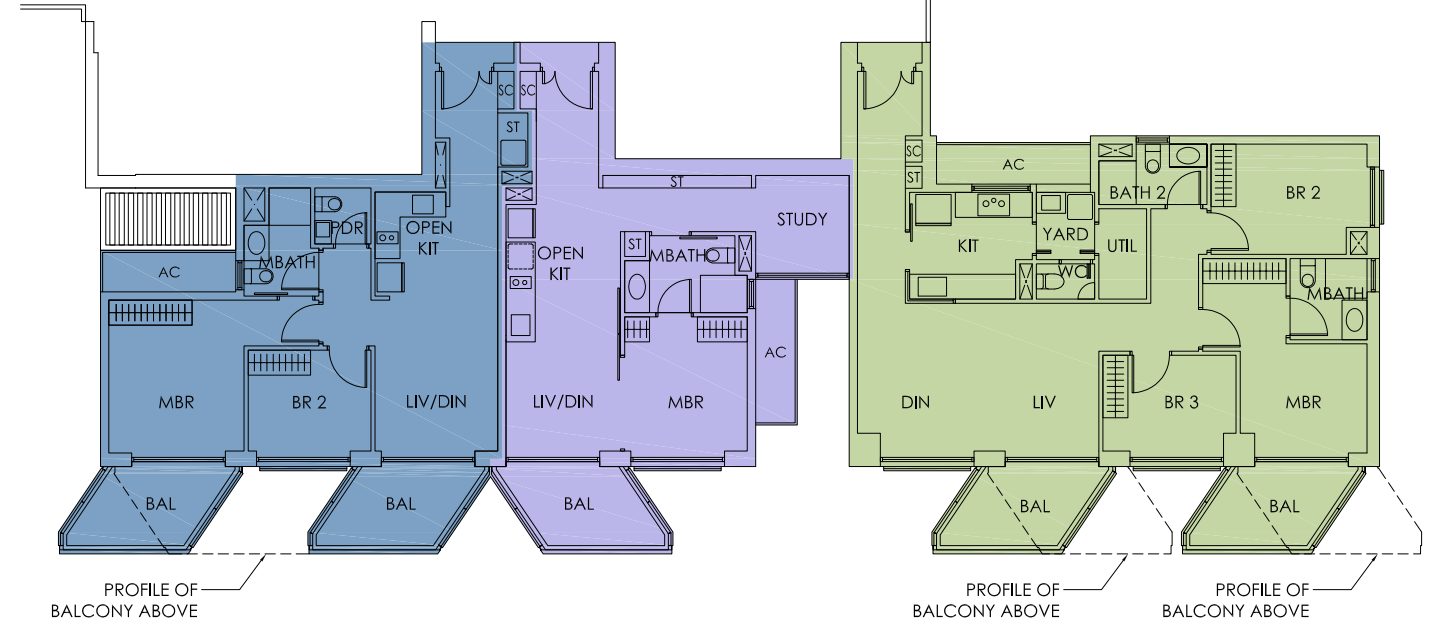 SC
SC
ST
SC
ST
AC
BATH 2
BR 2
ST
STUDY
PDR
OPEN
KIT
KIT
YARD
UTIL
ST
MBATH
OPEN
KIT
MBATH
AC
WC
MBATH
AC
MBR
BR 2
LIV/DIN
LIV/DIN
MBR
DIN
LIV
BR 3
MBR
BAL
BAL
BAL
BAL
BAL
PROFILE OF
BALCONY ABOVE
PROFILE OF
BALCONY ABOVE
PROFILE OF
BALCONY ABOVE